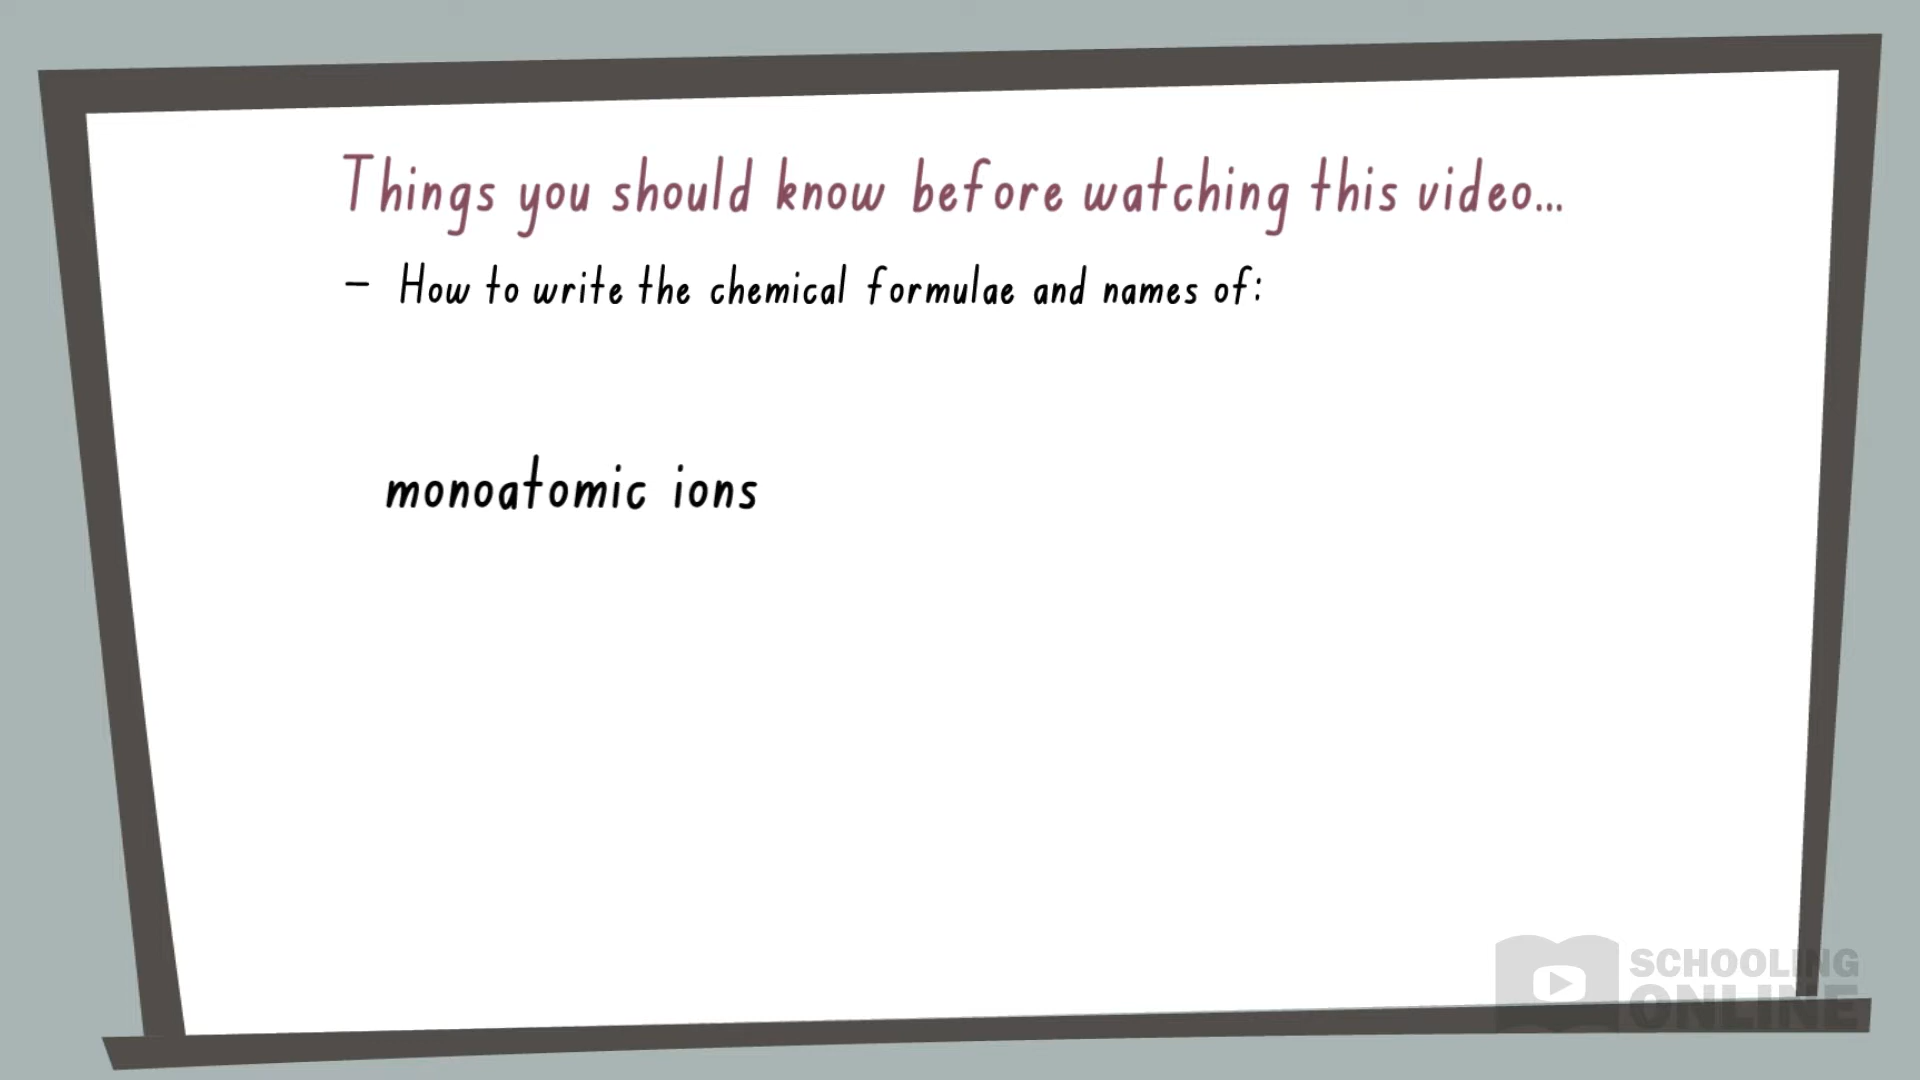 Things you should know before watching this video...
– How to write the chemical formulae and names of:
monoatomic ions
SCHOOLING
ONLINE